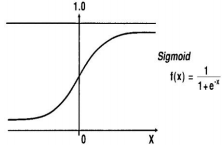 1.0
Sigmoid
f(x) = 1/(1+e^-x)
0
X